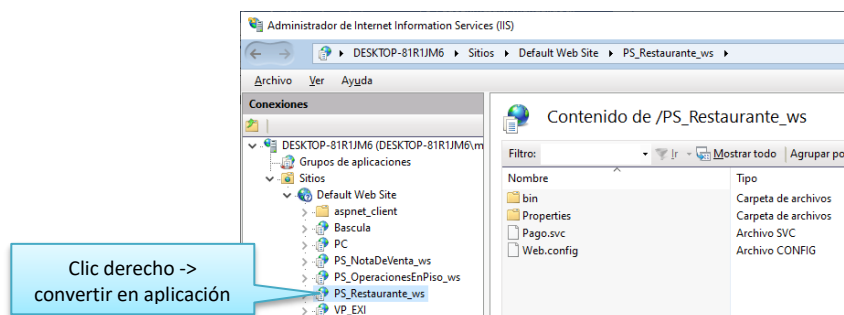 Administrador de Internet Information Services (IIS)
DESKTOP-81R1JM6 Sitios Default Web Site PS_Restaurante_ws
Archivo Ver Ayuda
Conexiones
DESKTOP-81R1JM6 (DESKTOP-81R1JM6\m
Grupos de aplicaciones
Sitios
Default Web Site
aspnet_client
Bascula
PC
PS_NotaDeVenta_ws
PS_OperacionesEnPiso_ws
PS_Restaurante_ws
VP_EXI
Contenido de /PS_Restaurante_ws
Filtro: Ir Mostrar todo Agrupar po
Nombre Tipo
bin Carpeta de archivos
Properties Carpeta de archivos
Pago.svc Archivo SVC
Web.config Archivo CONFIG
Clic derecho ->
convertir en aplicación